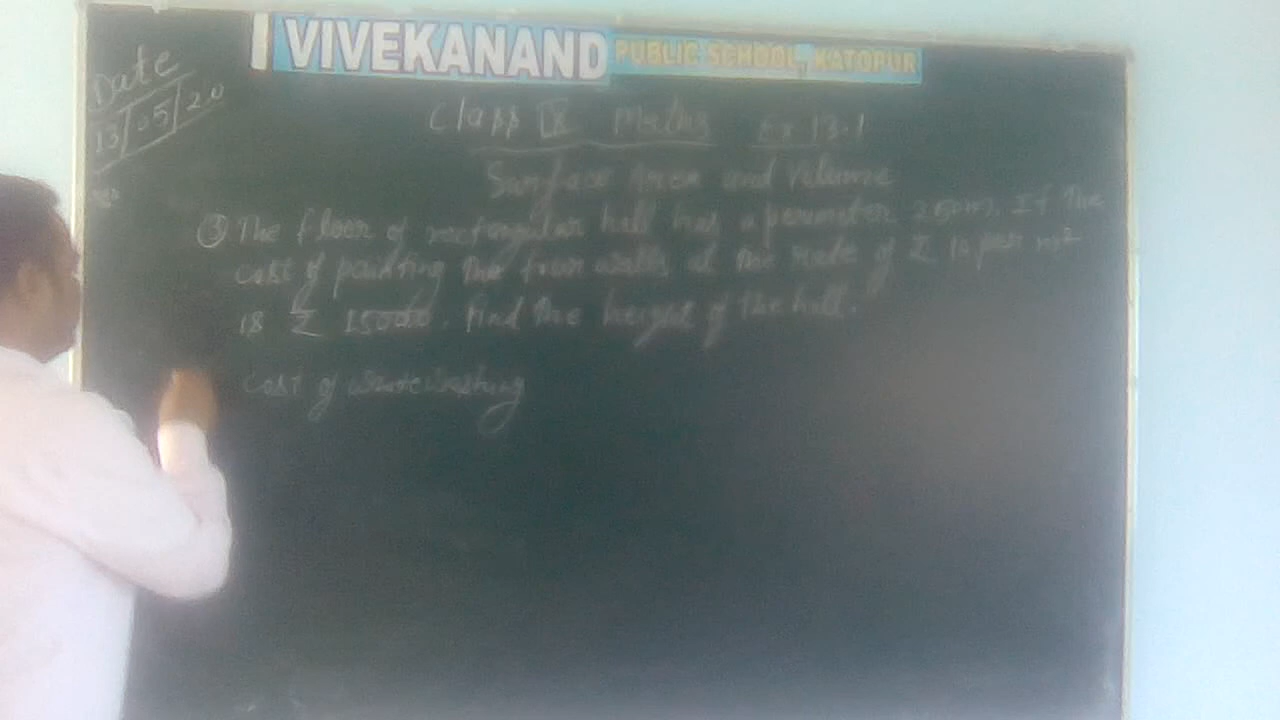 VIVEKANAND PUBLIC SCHOOL, KATOPUR
Date
13/05/20
Class IX Maths Ex 13.1
Surface Area and Volume
③ The floor of rectangular hall has a perimeter 250m. If the
cost of painting the four walls at the rate of ₹ 10 per m²
is ₹ 15000. find the height of the hall.
cost of whitewashing